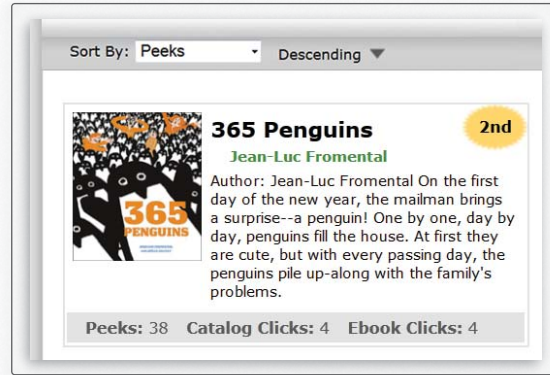 Sort By: Peeks Descending
365 Penguins 2nd
Jean-Luc Fromental
Author: Jean-Luc Fromental On the first
day of the new year, the mailman brings
a surprise--a penguin! One by one, day by
day, penguins fill the house. At first they
are cute, but with every passing day, the
penguins pile up-along with the family's
problems.
365
PENGUINS
Peeks: 38 Catalog Clicks: 4 Ebook Clicks: 4